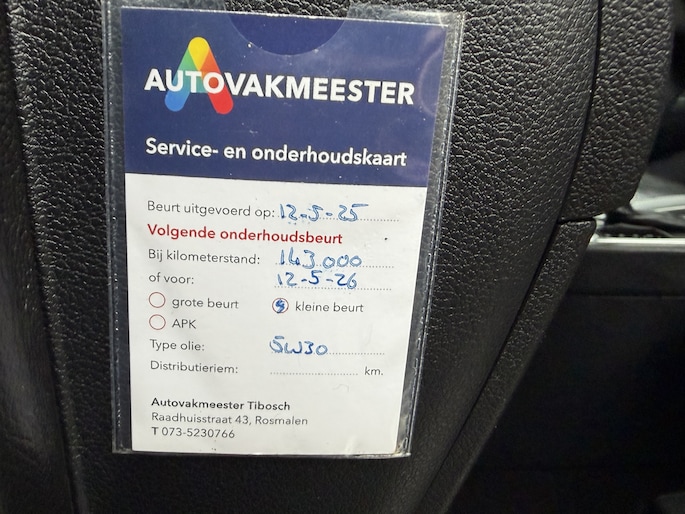 AUTOVAKMEESTER
Service- en onderhoudskaart
Beurt uitgevoerd op: 12-5-25
Volgende onderhoudsbeurt
Bij kilometerstand: 143.000
of voor: 12-5-26
grote beurt kleine beurt
APK
Type olie: 5W30
Distributieriem: km.
Autovakmeester Tibosch
Raadhuisstraat 43, Rosmalen
T 073-5230766